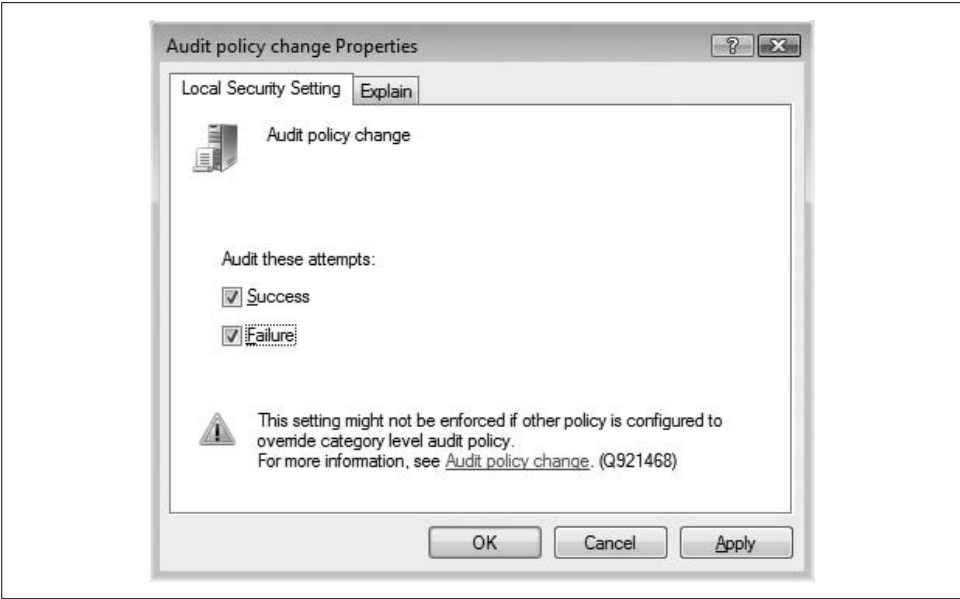 Audit policy change Properties
Local Security Setting
Explain
Audit policy change
Audit these attempts:
Success
Failure
This setting might not be enforced if other policy is configured to
override category level audit policy.
For more information, see Audit policy change. (Q921468)
OK
Cancel
Apply